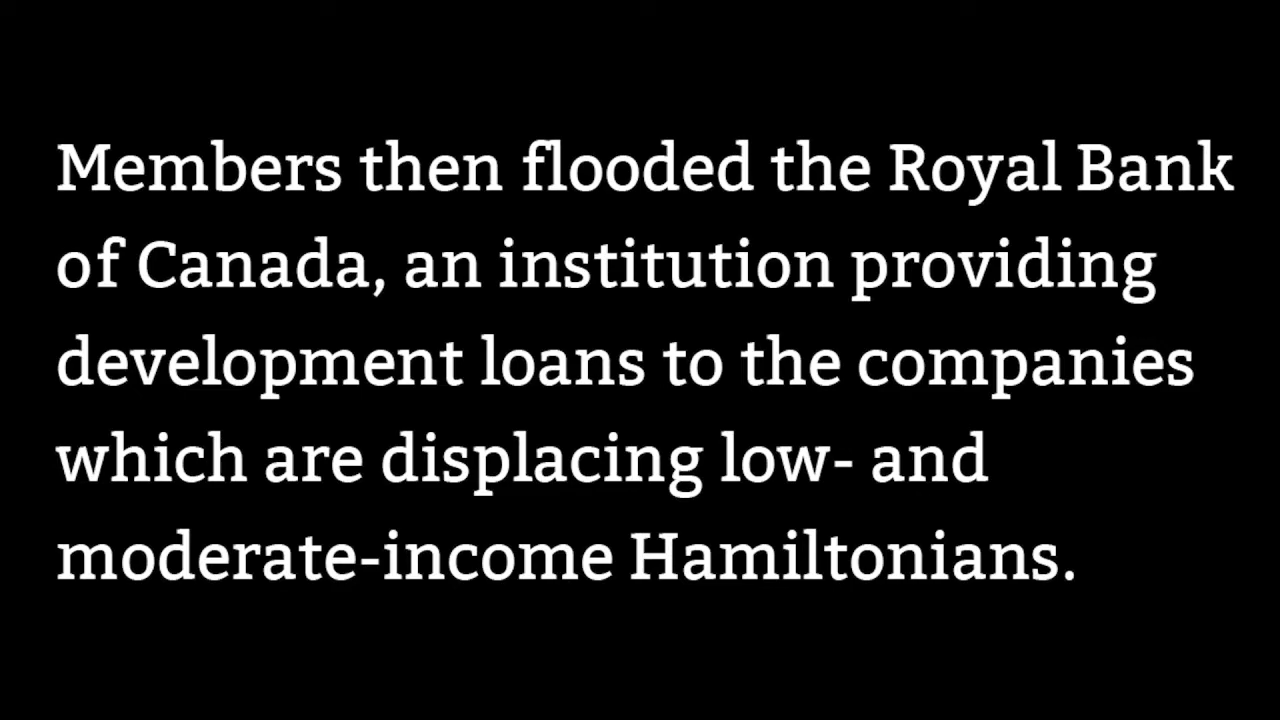 Members then flooded the Royal Bank
of Canada, an institution providing
development loans to the companies
which are displacing low- and
moderate-income Hamiltonians.